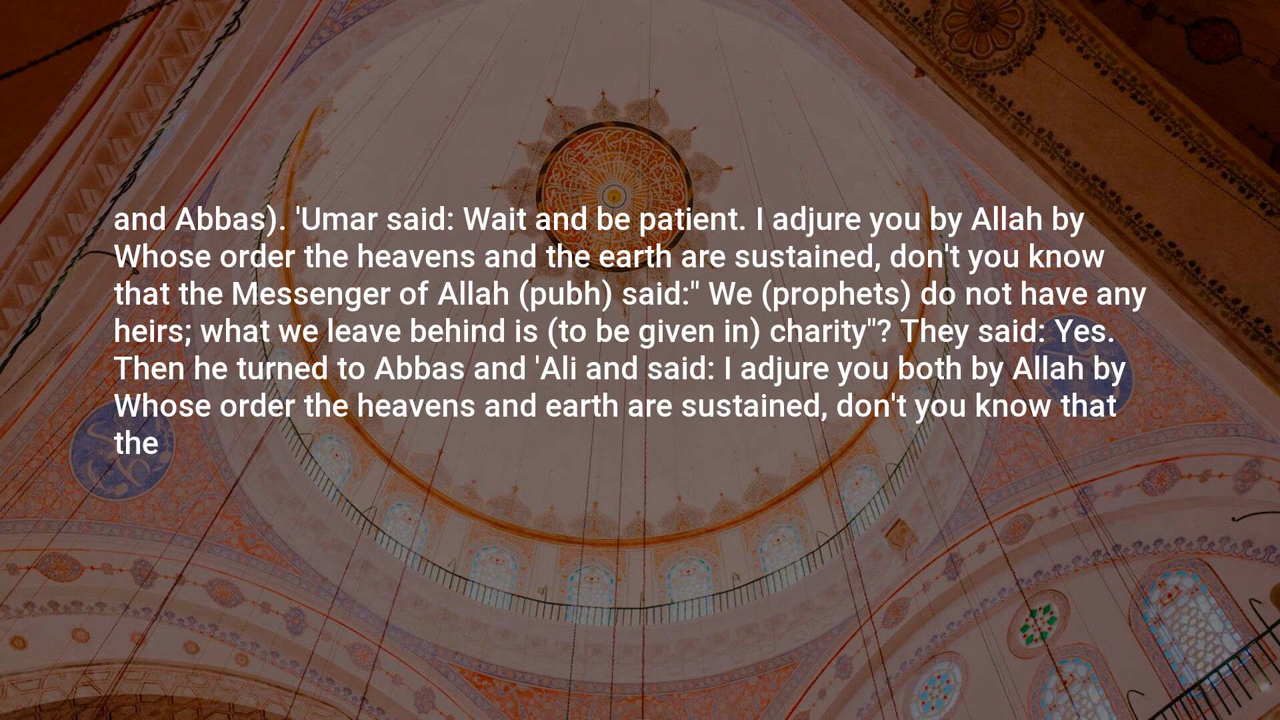 and Abbas). 'Umar said: Wait and be patient. I adjure you by Allah by
Whose order the heavens and the earth are sustained, don't you know
that the Messenger of Allah (pubh) said:" We (prophets) do not have any
heirs; what we leave behind is (to be given in) charity"? They said: Yes.
Then he turned to Abbas and 'Ali and said: I adjure you both by Allah by
Whose order the heavens and earth are sustained, don't you know that
the